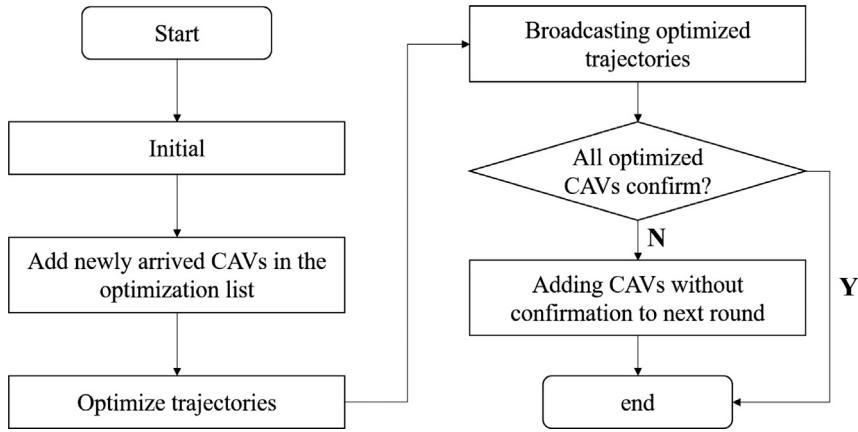 Start
Initial
Add newly arrived CAVs in the
optimization list
Optimize trajectories
Broadcasting optimized
trajectories
All optimized
CAVs confirm?
N
Y
Adding CAVs without
confirmation to next round
end